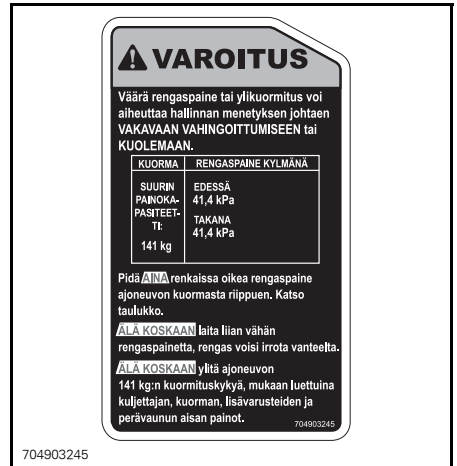 VAROITUS
Väärä rengaspaine tai ylikuormitus voi
aiheuttaa hallinnan menetyksen johtaen
VAKAVAAN VAHINGOITTUMISEEN tai
KUOLEMAAN.
KUORMA RENGASPAINE KYLMÄNÄ
SUURIN
PAINOKA-
PASITEET-
TI:
141 kg
EDESSÄ
41,4 kPa
TAKANA
41,4 kPa
Pidä AINA renkaissa oikea rengaspaine
ajoneuvon kuormasta riippuen. Katso
taulukko.
ÄLÄ KOSKAAN laita liian vähän
rengaspainetta, rengas voisi irrota vanteelta.
ÄLÄ KOSKAAN ylitä ajoneuvon
141 kg:n kuormituskykyä, mukaan luettuina
kuljettajan, kuorman, lisävarusteiden ja
perävaunun aisan painot.
704903245
704903245